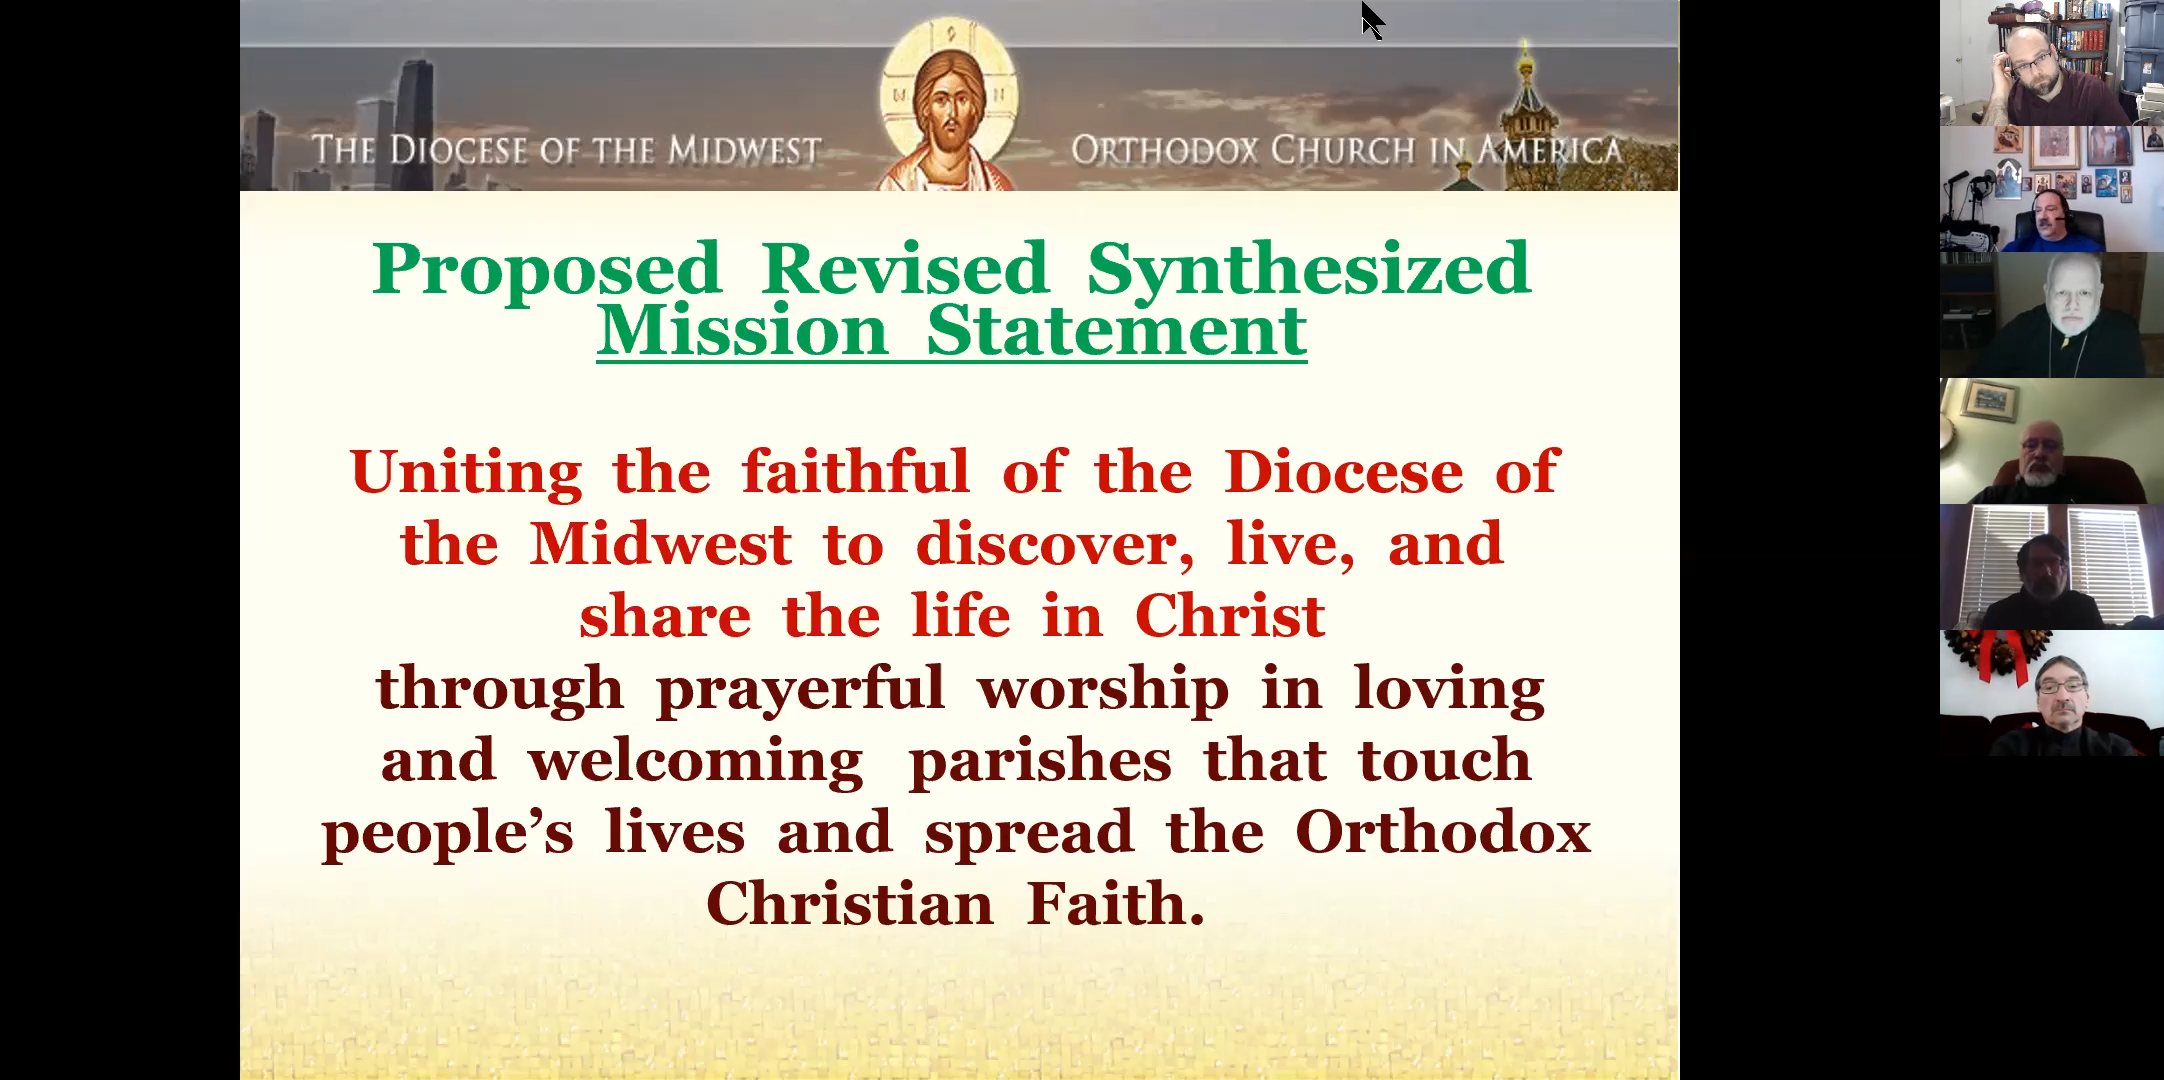 THE DIOCESE OF THE MIDWEST
ORTHODOX CHURCH IN AMERICA
Proposed Revised Synthesized
Mission Statement
Uniting the faithful of the Diocese of
the Midwest to discover, live, and
share the life in Christ
through prayerful worship in loving
and welcoming parishes that touch
people’s lives and spread the Orthodox
Christian Faith.